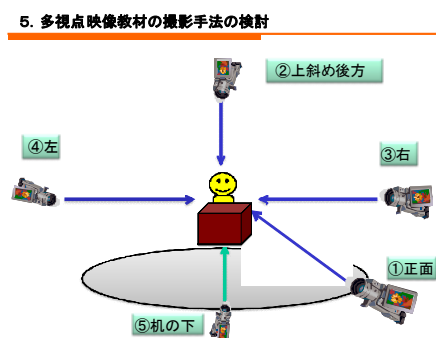 5．多視点映像教材の撮影手法の検討
②上斜め後方
④左
③右
①正面
⑤机の下